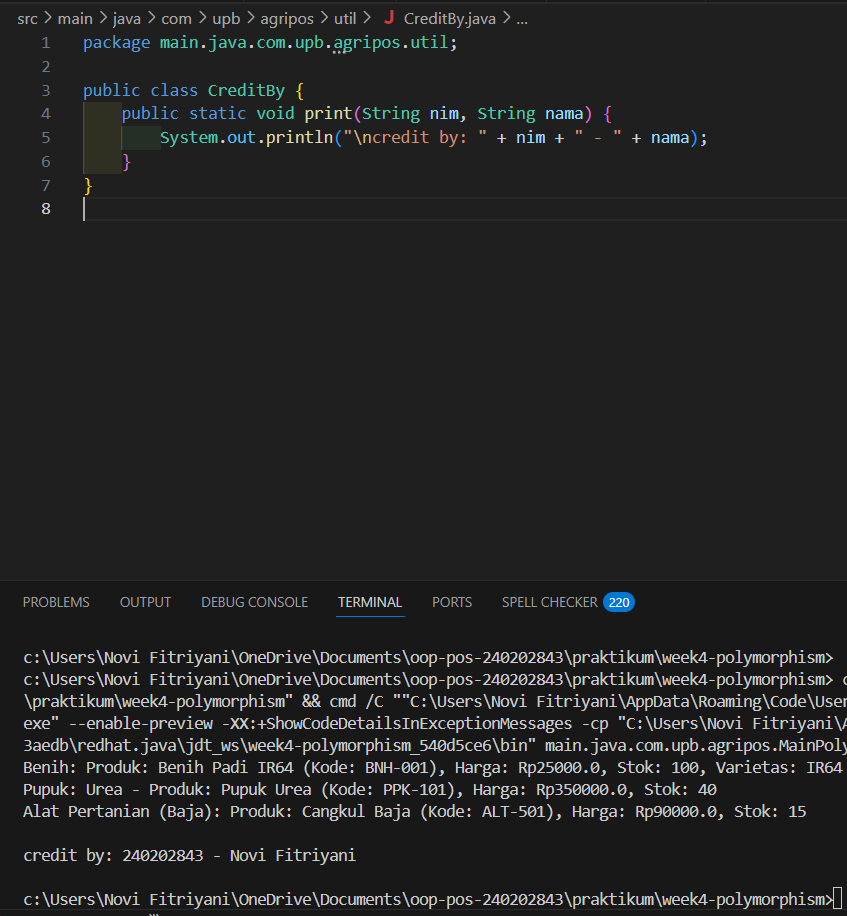 src > main > java > com > upb > agripos > util > J CreditBy.java > ...
1 package main.java.com.upb.agripos.util;
2
3 public class CreditBy {
4 public static void print(String nim, String nama) {
5 System.out.println("\ncredit by: " + nim + " - " + nama);
6 }
7 }
8
PROBLEMS OUTPUT DEBUG CONSOLE TERMINAL PORTS SPELL CHECKER 220
c:\Users\Novi Fitriyani\OneDrive\Documents\oop-pos-240202843\praktikum\week4-polymorphism>
c:\Users\Novi Fitriyani\OneDrive\Documents\oop-pos-240202843\praktikum\week4-polymorphism> c
\praktikum\week4-polymorphism" && cmd /C ""C:\Users\Novi Fitriyani\AppData\Roaming\Code\User
exe" --enable-preview -XX:+ShowCodeDetailsInExceptionMessages -cp "C:\Users\Novi Fitriyani\A
3aedb\redhat.java\jdt_ws\week4-polymorphism_540d5ce6\bin" main.java.com.upb.agripos.MainPoly
Benih: Produk: Benih Padi IR64 (Kode: BNH-001), Harga: Rp25000.0, Stok: 100, Varietas: IR64
Pupuk: Urea - Produk: Pupuk Urea (Kode: PPK-101), Harga: Rp350000.0, Stok: 40
Alat Pertanian (Baja): Produk: Cangkul Baja (Kode: ALT-501), Harga: Rp90000.0, Stok: 15
credit by: 240202843 - Novi Fitriyani
c:\Users\Novi Fitriyani\OneDrive\Documents\oop-pos-240202843\praktikum\week4-polymorphism>